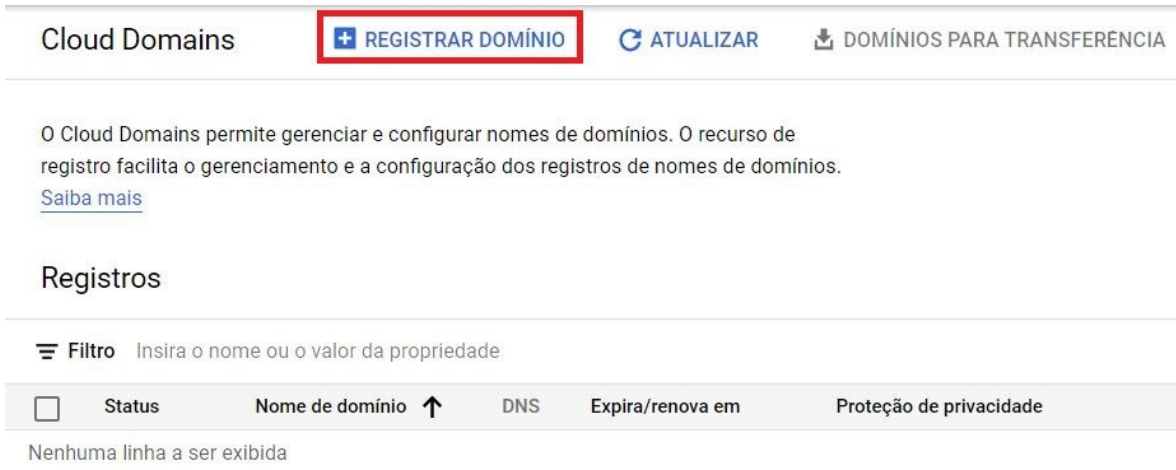 Cloud Domains REGISTRAR DOMÍNIO ATUALIZAR DOMÍNIOS PARA TRANSFERÊNCIA
O Cloud Domains permite gerenciar e configurar nomes de domínios. O recurso de
registro facilita o gerenciamento e a configuração dos registros de nomes de domínios.
Saiba mais
Registros
Filtro Insira o nome ou o valor da propriedade
Status Nome de domínio DNS Expira/renova em Proteção de privacidade
Nenhuma linha a ser exibida